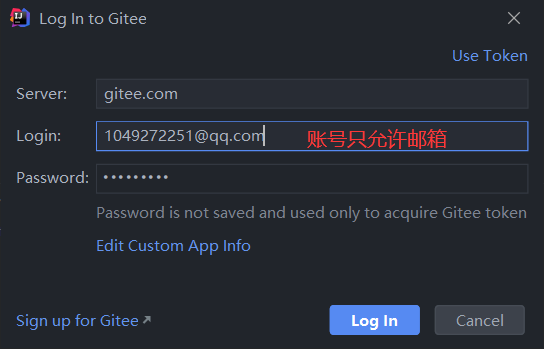 Log In to Gitee
Use Token
Server: gitee.com
Login: 1049272251@qq.com 账号只允许邮箱
Password: •••••••••
Password is not saved and used only to acquire Gitee token
Edit Custom App Info
Sign up for Gitee ↗ Log In Cancel